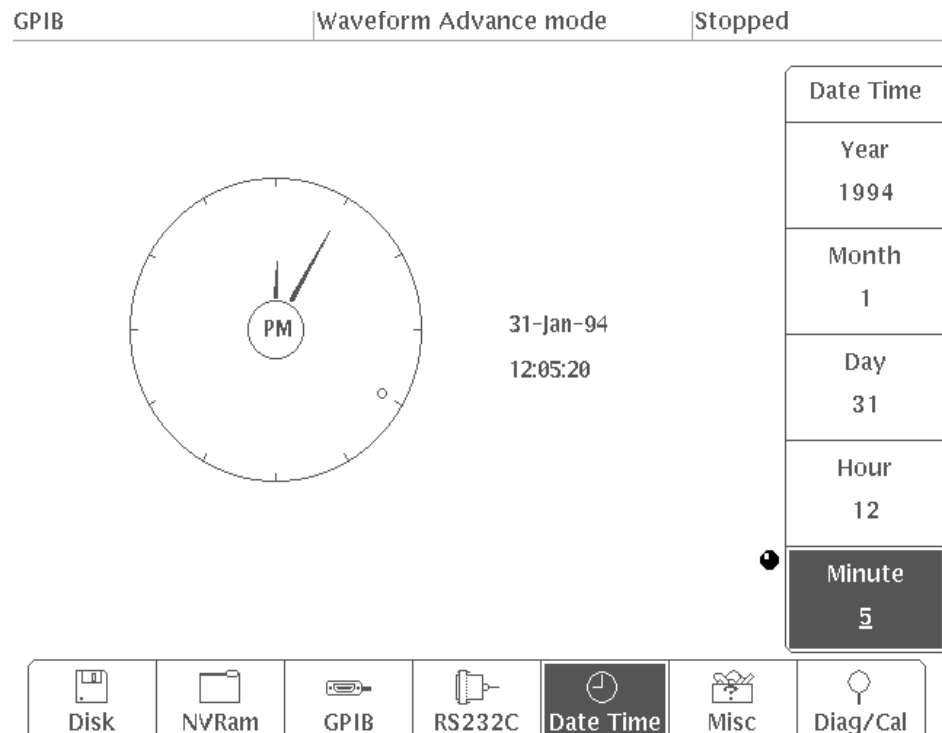 GPIB Waveform Advance mode Stopped
PM
31-Jan-94
12:05:20
Date Time
Year
1994
Month
1
Day
31
Hour
12
Minute
5
Disk NVRam GPIB RS232C Date Time Misc Diag/Cal